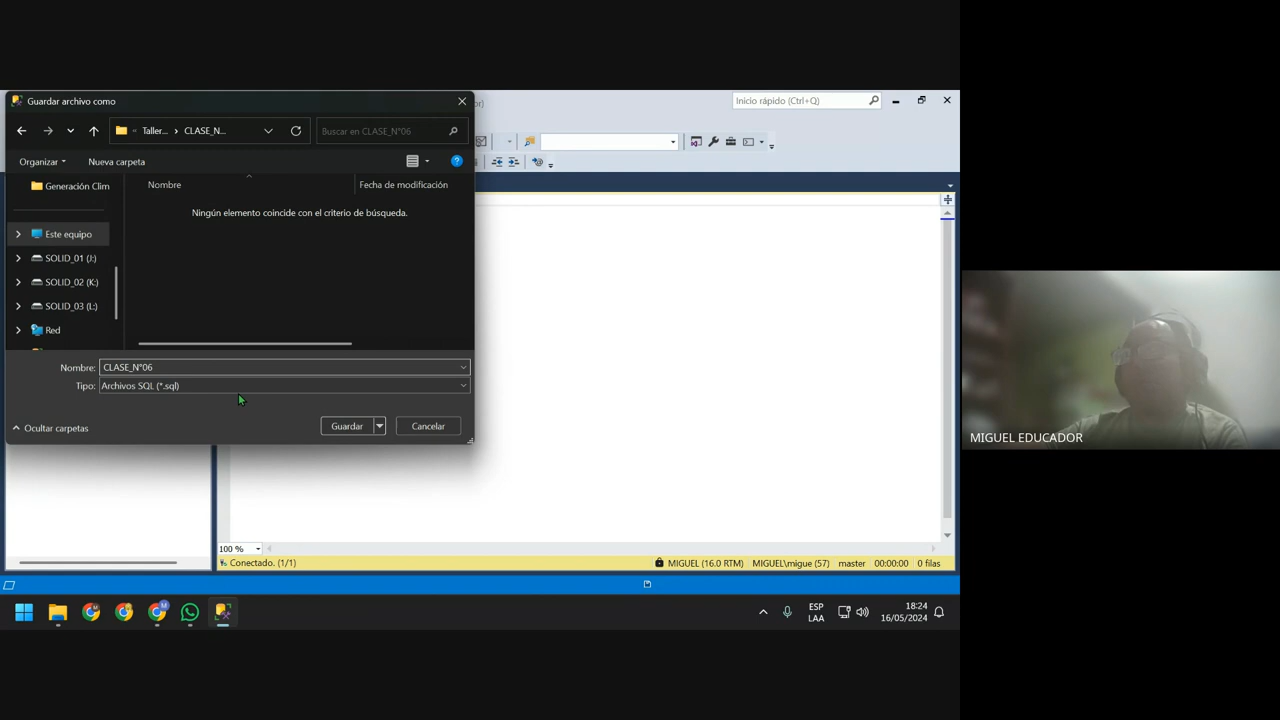 Guardar archivo como
Taller... > CLASE_N...
Buscar en CLASE_N°06
Organizar
Nueva carpeta
Generación Clim
Nombre
Fecha de modificación
Ningún elemento coincide con el criterio de búsqueda.
Este equipo
SOLID_01 (J:)
SOLID_02 (K:)
SOLID_03 (L:)
Red
Nombre: CLASE_N°06
Tipo: Archivos SQL (*.sql)
Ocultar carpetas
Guardar
Cancelar
Inicio rápido (Ctrl+Q)
100 %
Conectado. (1/1)
MIGUEL (16.0 RTM)
MIGUEL\migue (57)
master
00:00:00
0 filas
ESP
LAA
18:24
16/05/2024
MIGUEL EDUCADOR